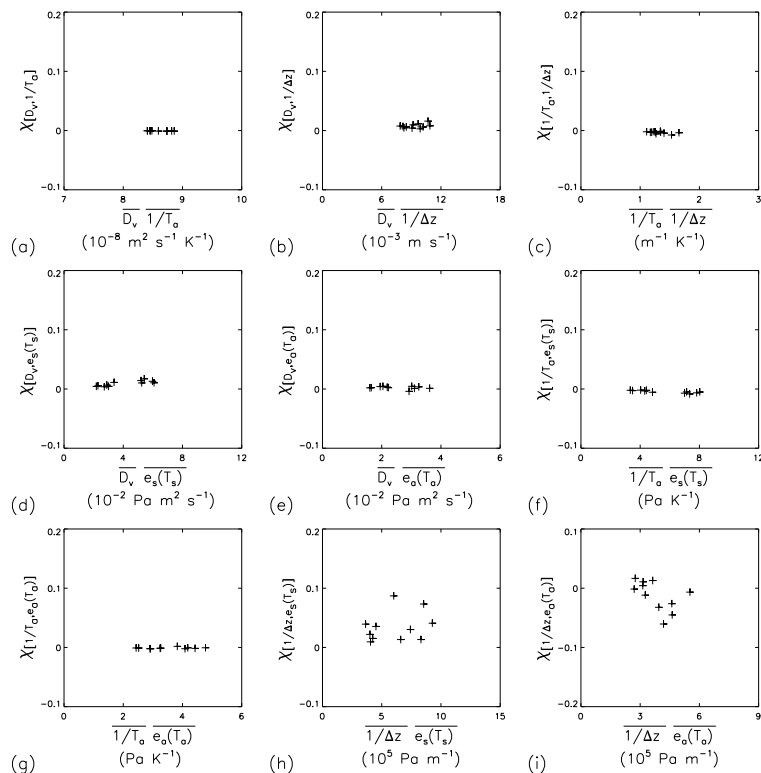 0.2 0.1 0 −0.1
χ[Dᵥ,1/Tₐ]
7 8 9 10
Dᵥ 1/Tₐ
(a) (10⁻⁸ m² s⁻¹ K⁻¹)
0.2 0.1 0 −0.1
χ[Dᵥ,1/Δz]
0 6 12 18
Dᵥ 1/Δz
(b) (10⁻³ m s⁻¹)
0.2 0.1 0 −0.1
χ[1/Tₐ,1/Δz]
0 1 2 3
1/Tₐ 1/Δz
(c) (m⁻¹ K⁻¹)
0.2 0.1 0 −0.1
χ[Dᵥ,eₛ(Tₛ)]
0 4 8 12
Dᵥ eₛ(Tₛ)
(d) (10⁻² Pa m² s⁻¹)
0.2 0.1 0 −0.1
χ[Dᵥ,eₐ(Tₐ)]
0 2 4 6
Dᵥ eₐ(Tₐ)
(e) (10⁻² Pa m² s⁻¹)
0.2 0.1 0 −0.1
χ[1/Tₐ,eₛ(Tₛ)]
0 4 8 12
1/Tₐ eₛ(Tₛ)
(f) (Pa K⁻¹)
0.2 0.1 0 −0.1
χ[1/Tₐ,eₐ(Tₐ)]
0 2 4 6
1/Tₐ eₐ(Tₐ)
(g) (Pa K⁻¹)
0.2 0.1 0 −0.1
χ[1/Δz,eₛ(Tₛ)]
0 5 10 15
1/Δz eₛ(Tₛ)
(h) (10⁵ Pa m⁻¹)
0.1 0 −0.1 −0.2
χ[1/Δz,eₐ(Tₐ)]
0 3 6 9
1/Δz eₐ(Tₐ)
(i) (10⁵ Pa m⁻¹)